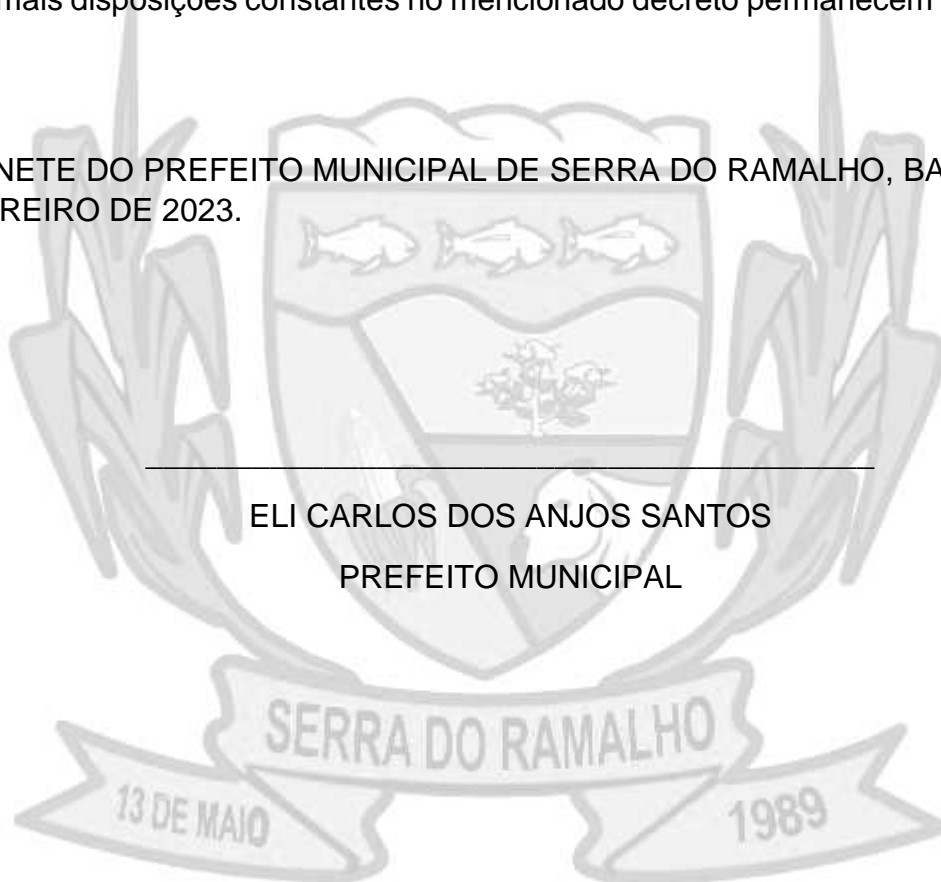 mais disposições constantes no mencionado decreto permanecem
NETE DO PREFEITO MUNICIPAL DE SERRA DO RAMALHO, BA
REIRO DE 2023.
ELI CARLOS DOS ANJOS SANTOS
PREFEITO MUNICIPAL
SERRA DO RAMALHO
13 DE MAIO
1989